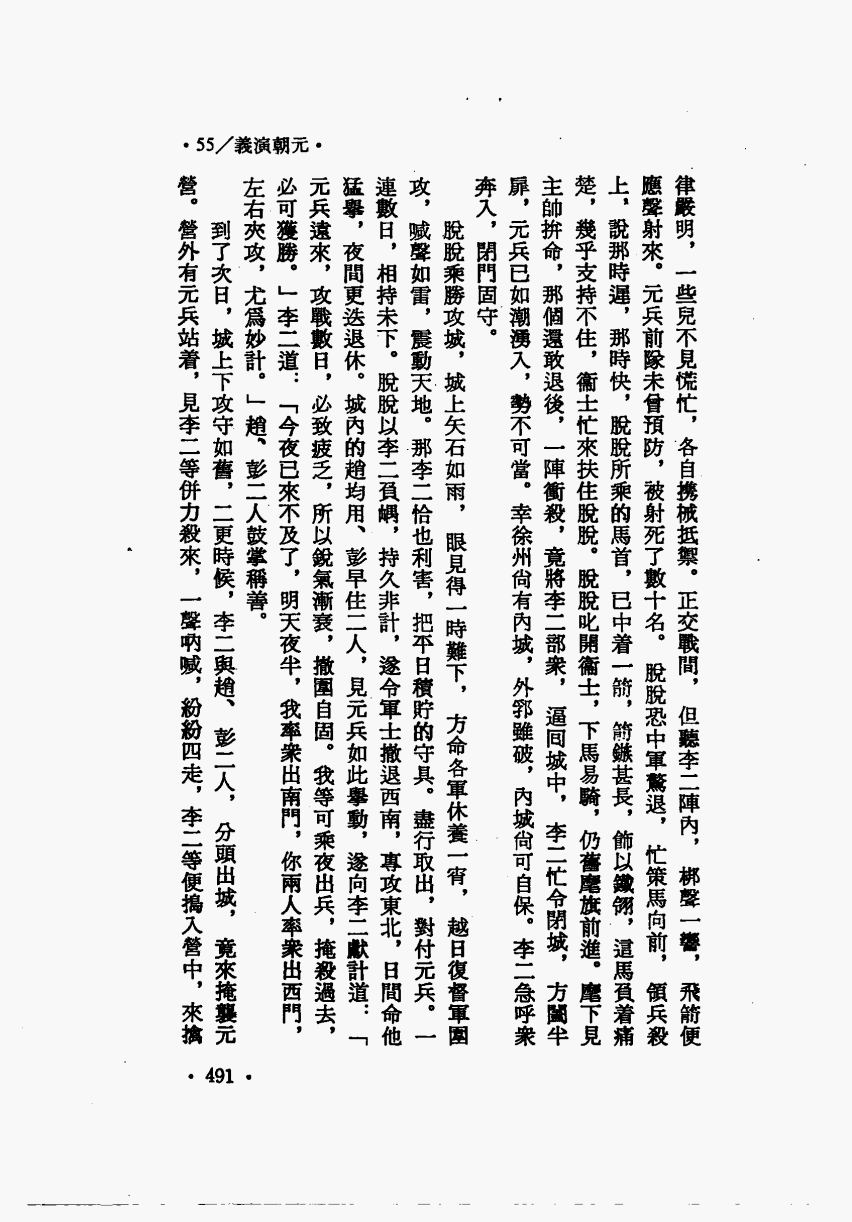 •55/義演朝元•
律嚴明，一些兒不見慌忙，各自携械抵禦。正交戰間，但聽李二陣內，梆聲一響，飛箭便
應聲射來。元兵前隊未曾預防，被射死了數十名。脫脫恐中軍驚退，忙策馬向前，領兵殺
上，說那時遲，那時快，脫脫所乘的馬首，已中着一箭，箭鏃甚長，飾以鐵翎，這馬負着痛
楚，幾乎支持不住，衞士忙來扶住脫脫。脫脫叱開衞士，下馬易騎，仍舊麾旗前進。麾下見
主帥拚命，那個還敢退後，一陣衝殺，竟將李二部衆，逼囘城中，李二忙令閉城，方闔半
扉，元兵已如潮湧入，勢不可當。幸徐州尙有內城，外郛雖破，內城尙可自保。李二急呼衆
奔入，閉門固守。
脫脫乘勝攻城，城上矢石如雨，眼見得一時難下，方命各軍休養一宵，越日復督軍圍
攻，喊聲如雷，震動天地。那李二恰也利害，把平日積貯的守具。盡行取出，對付元兵。一
連數日，相持未下。脫脫以李二負嵎，持久非計，遂令軍士撤退西南，專攻東北，日間命他
猛攀，夜間更迭退休。城內的趙均用、彭早住二人，見元兵如此舉動，遂向李二獻計道：「
元兵遠來，攻戰數日，必致疲乏，所以銳氣漸衰，撤圍自固。我等可乘夜出兵，掩殺過去，
必可獲勝。」李二道：「今夜已來不及了，明天夜半，我率衆出南門，你兩人率衆出西門，
左右夾攻，尤爲妙計。」趙、彭二人鼓掌稱善。
到了次日，城上下攻守如舊，二更時候，李二與趙、彭二人，分頭出城，竟來掩襲元
營。營外有元兵站着，見李二等併力殺來，一聲吶喊，紛紛四走，李二等便搗入營中，來擒
•491•